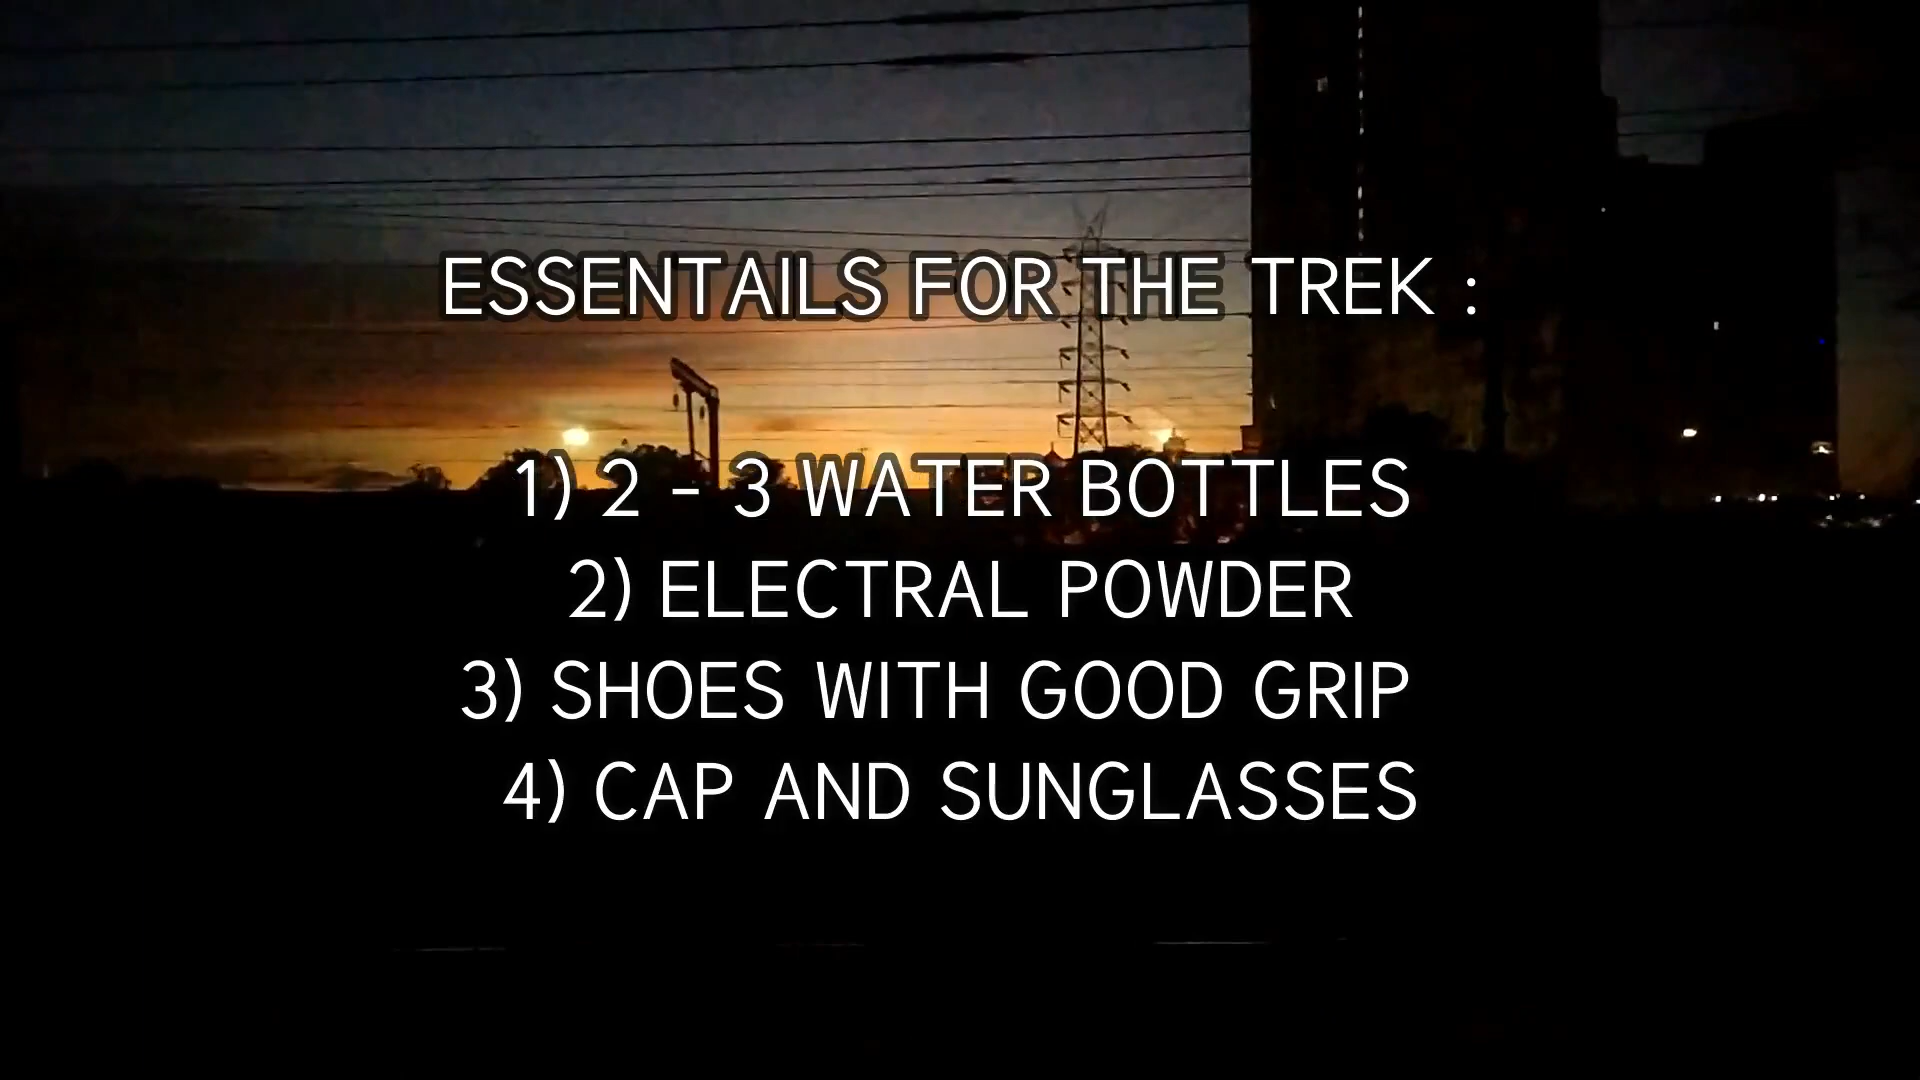 ESSENTAILS FOR THE TREK :
1) 2 - 3 WATER BOTTLES
2) ELECTRAL POWDER
3) SHOES WITH GOOD GRIP
4) CAP AND SUNGLASSES